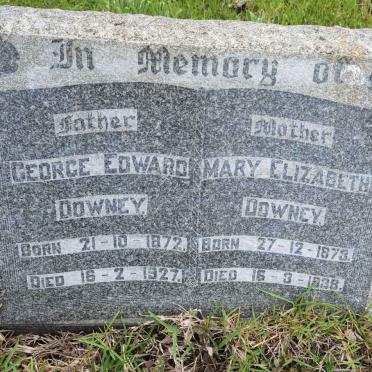 In Memory of
Father
GEORGE EDWARD
DOWNEY
BORN 21-10-1872.
DIED 16-2-1927.
Mother
MARY ELIZABETH
DOWNEY
BORN 27-12-1873.
DIED 16-3-1938.